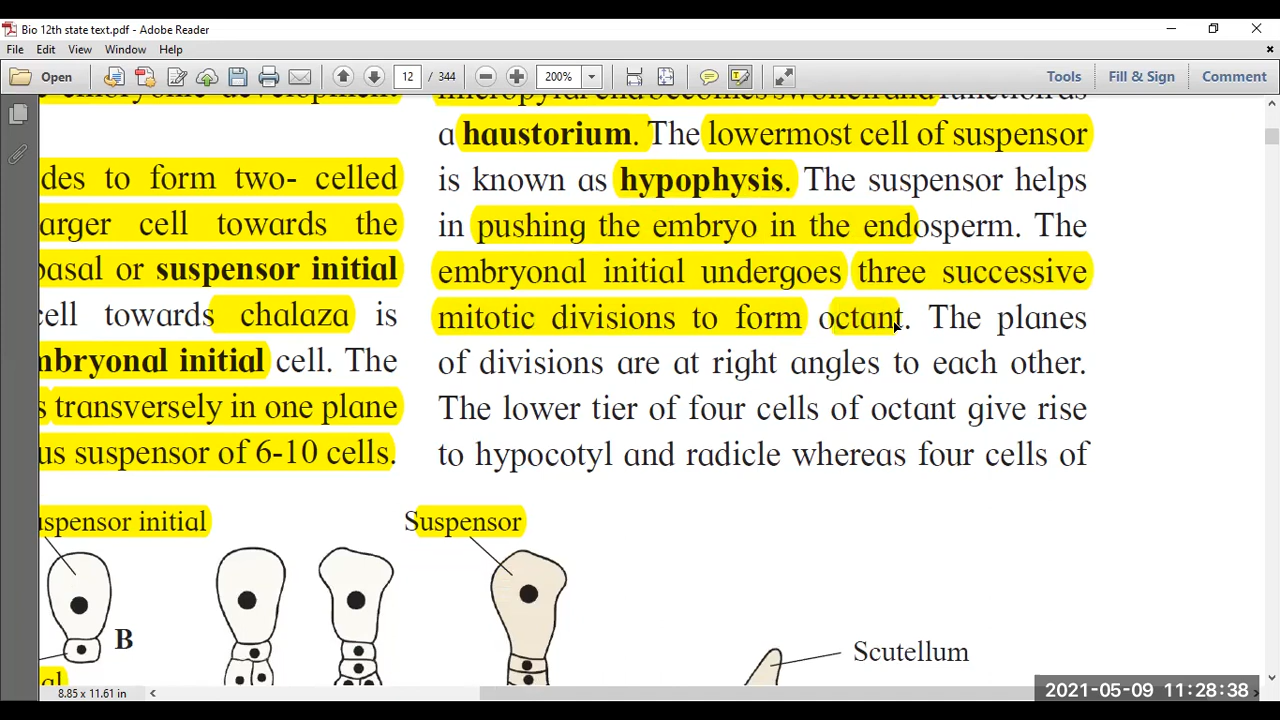 Bio 12th state text.pdf - Adobe Reader
File Edit View Window Help
Open 12 / 344 200% Tools Fill & Sign Comment
des to form two- celled
arger cell towards the
basal or suspensor initial
cell towards chalaza is
mbryonal initial cell. The
s transversely in one plane
us suspensor of 6-10 cells.
function as
a haustorium. The lowermost cell of suspensor
is known as hypophysis. The suspensor helps
in pushing the embryo in the endosperm. The
embryonal initial undergoes three successive
mitotic divisions to form octant. The planes
of divisions are at right angles to each other.
The lower tier of four cells of octant give rise
to hypocotyl and radicle whereas four cells of
uspensor initial
Suspensor
B
Scutellum
al
8.85 x 11.61 in
2021-05-09 11:28:38